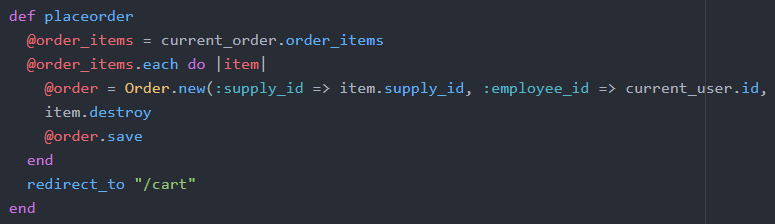 def placeorder
@order_items = current_order.order_items
@order_items.each do |item|
@order = Order.new(:supply_id => item.supply_id, :employee_id => current_user.id,
item.destroy
@order.save
end
redirect_to "/cart"
end